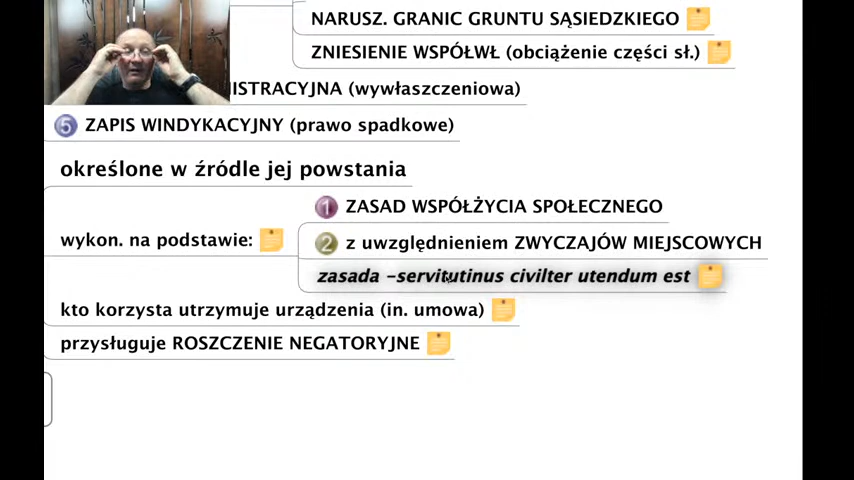 NARUSZ. GRANIC GRUNTU SĄSIEDZKIEGO
ZNIESIENIE WSPÓŁWŁ (obciążenie części sł.)
ISTRACYJNA (wywłaszczeniowa)
5 ZAPIS WINDYKACYJNY (prawo spadkowe)
określone w źródle jej powstania
1 ZASAD WSPÓŁŻYCIA SPOŁECZNEGO
wykon. na podstawie:
2 z uwzględnieniem ZWYCZAJÓW MIEJSCOWYCH
zasada -servitutinus civilter utendum est
kto korzysta utrzymuje urządzenia (in. umowa)
przysługuje ROSZCZENIE NEGATORYJNE